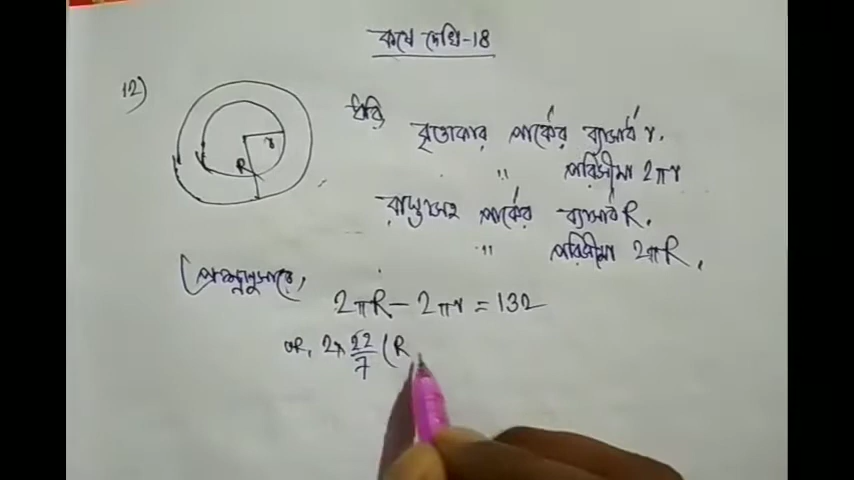 কষে দেখি-18
12)
ধরি,
বৃত্তাকার পার্কের ব্যাসার্ধ r.
" পরিসীমা 2πr
রাস্তাসহ পার্কের ব্যাসার্ধ R.
" পরিসীমা 2πR,
r
R
প্রশ্নানুসারে,
2πR - 2πr = 132
or, 2× 22/7 (R